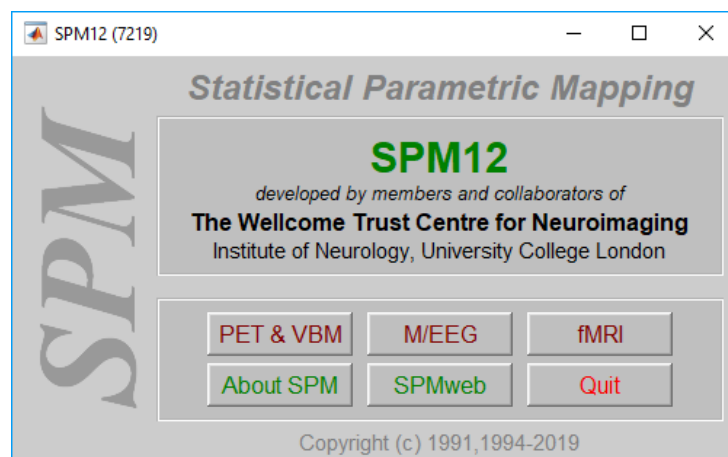 SPM12 (7219)
Statistical Parametric Mapping
SPM
SPM12
developed by members and collaborators of
The Wellcome Trust Centre for Neuroimaging
Institute of Neurology, University College London
PET & VBM M/EEG fMRI
About SPM SPMweb Quit
Copyright (c) 1991,1994-2019